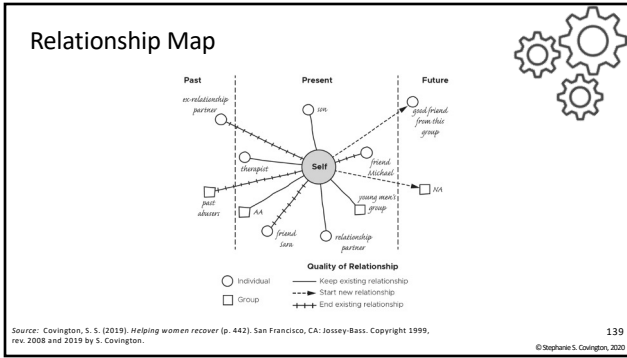 Relationship Map
Past
Present
Future
ex-relationship
partner
son
good friend
from this
group
therapist
Self
friend
Michael
past
abusers
AA
young men's
group
NA
friend
sara
relationship
partner
Quality of Relationship
Individual
Keep existing relationship
Start new relationship
Group
End existing relationship
Source: Covington, S. S. (2019). Helping women recover (p. 442). San Francisco, CA: Jossey-Bass. Copyright 1999,
rev. 2008 and 2019 by S. Covington.
139
© Stephanie S. Covington, 2020